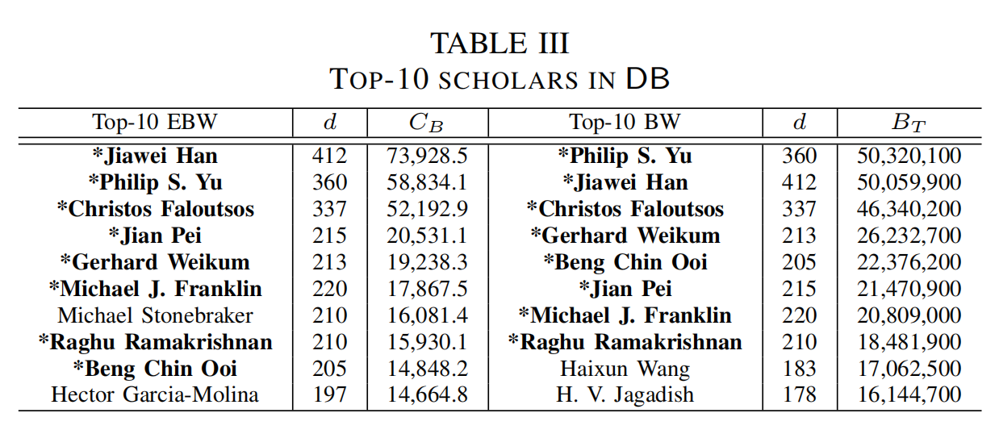 TABLE III
TOP-10 SCHOLARS IN DB
Top-10 EBW d C_B Top-10 BW d B_T
*Jiawei Han 412 73,928.5 *Philip S. Yu 360 50,320,100
*Philip S. Yu 360 58,834.1 *Jiawei Han 412 50,059,900
*Christos Faloutsos 337 52,192.9 *Christos Faloutsos 337 46,340,200
*Jian Pei 215 20,531.1 *Gerhard Weikum 213 26,232,700
*Gerhard Weikum 213 19,238.3 *Beng Chin Ooi 205 22,376,200
*Michael J. Franklin 220 17,867.5 *Jian Pei 215 21,470,900
Michael Stonebraker 210 16,081.4 *Michael J. Franklin 220 20,809,000
*Raghu Ramakrishnan 210 15,930.1 *Raghu Ramakrishnan 210 18,481,900
*Beng Chin Ooi 205 14,848.2 Haixun Wang 183 17,062,500
Hector Garcia-Molina 197 14,664.8 H. V. Jagadish 178 16,144,700